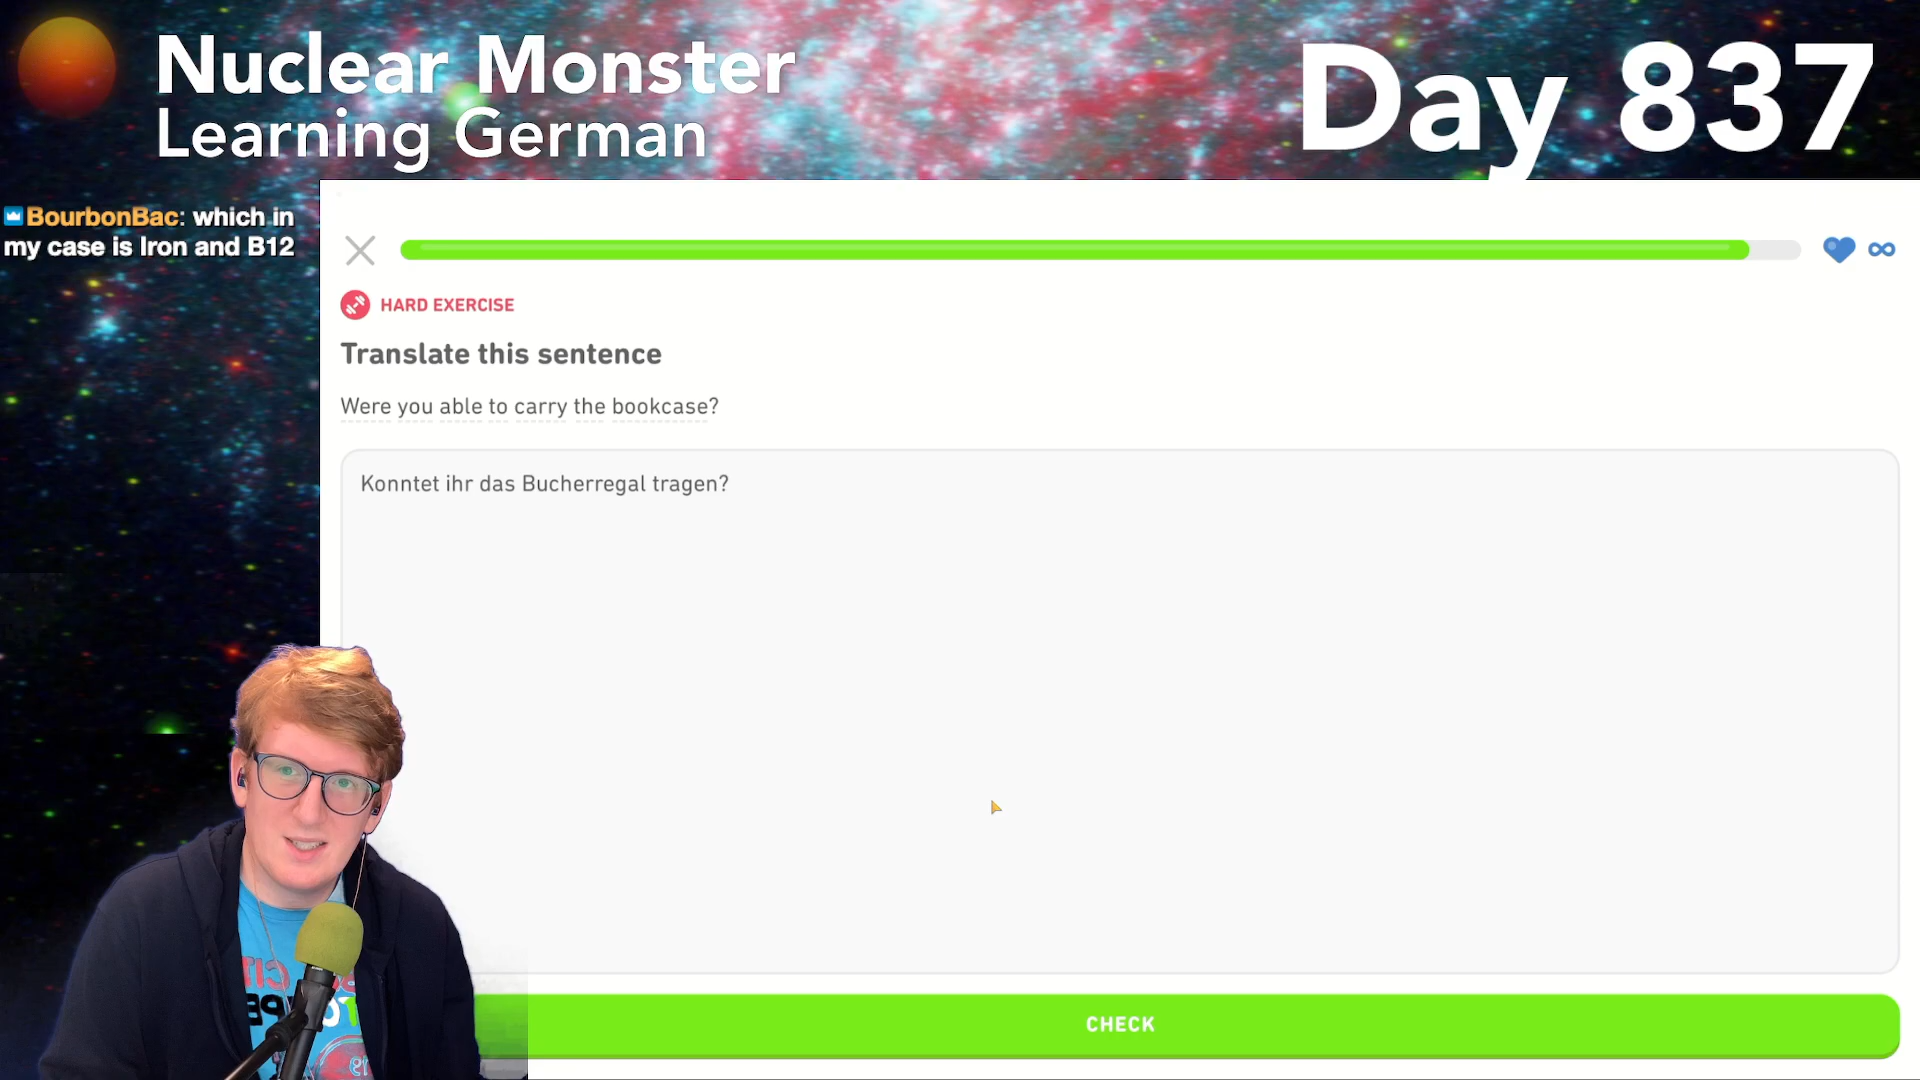 Nuclear Monster
Learning German
Day 837
BourbonBac: which in
my case is Iron and B12
HARD EXERCISE
Translate this sentence
Were you able to carry the bookcase?
Konntet ihr das Bucherregal tragen?
CHECK